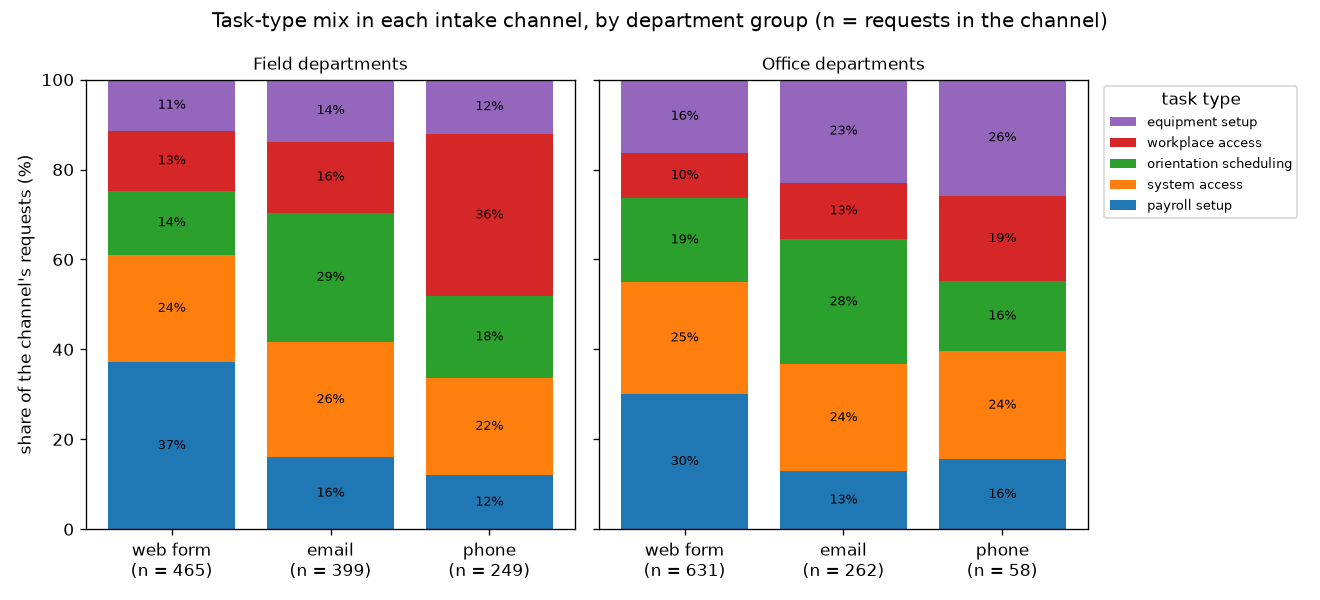 Task-type mix in each intake channel, by department group (n = requests in the channel)
Field departments
share of the channel's requests (%)
100
80
60
40
20
0
11%
13%
14%
24%
37%
14%
16%
29%
26%
16%
12%
36%
18%
22%
12%
web form
(n = 465)
email
(n = 399)
phone
(n = 249)
Office departments
16%
10%
19%
25%
30%
23%
13%
28%
24%
13%
26%
19%
16%
24%
16%
web form
(n = 631)
email
(n = 262)
phone
(n = 58)
task type
equipment setup
workplace access
orientation scheduling
system access
payroll setup